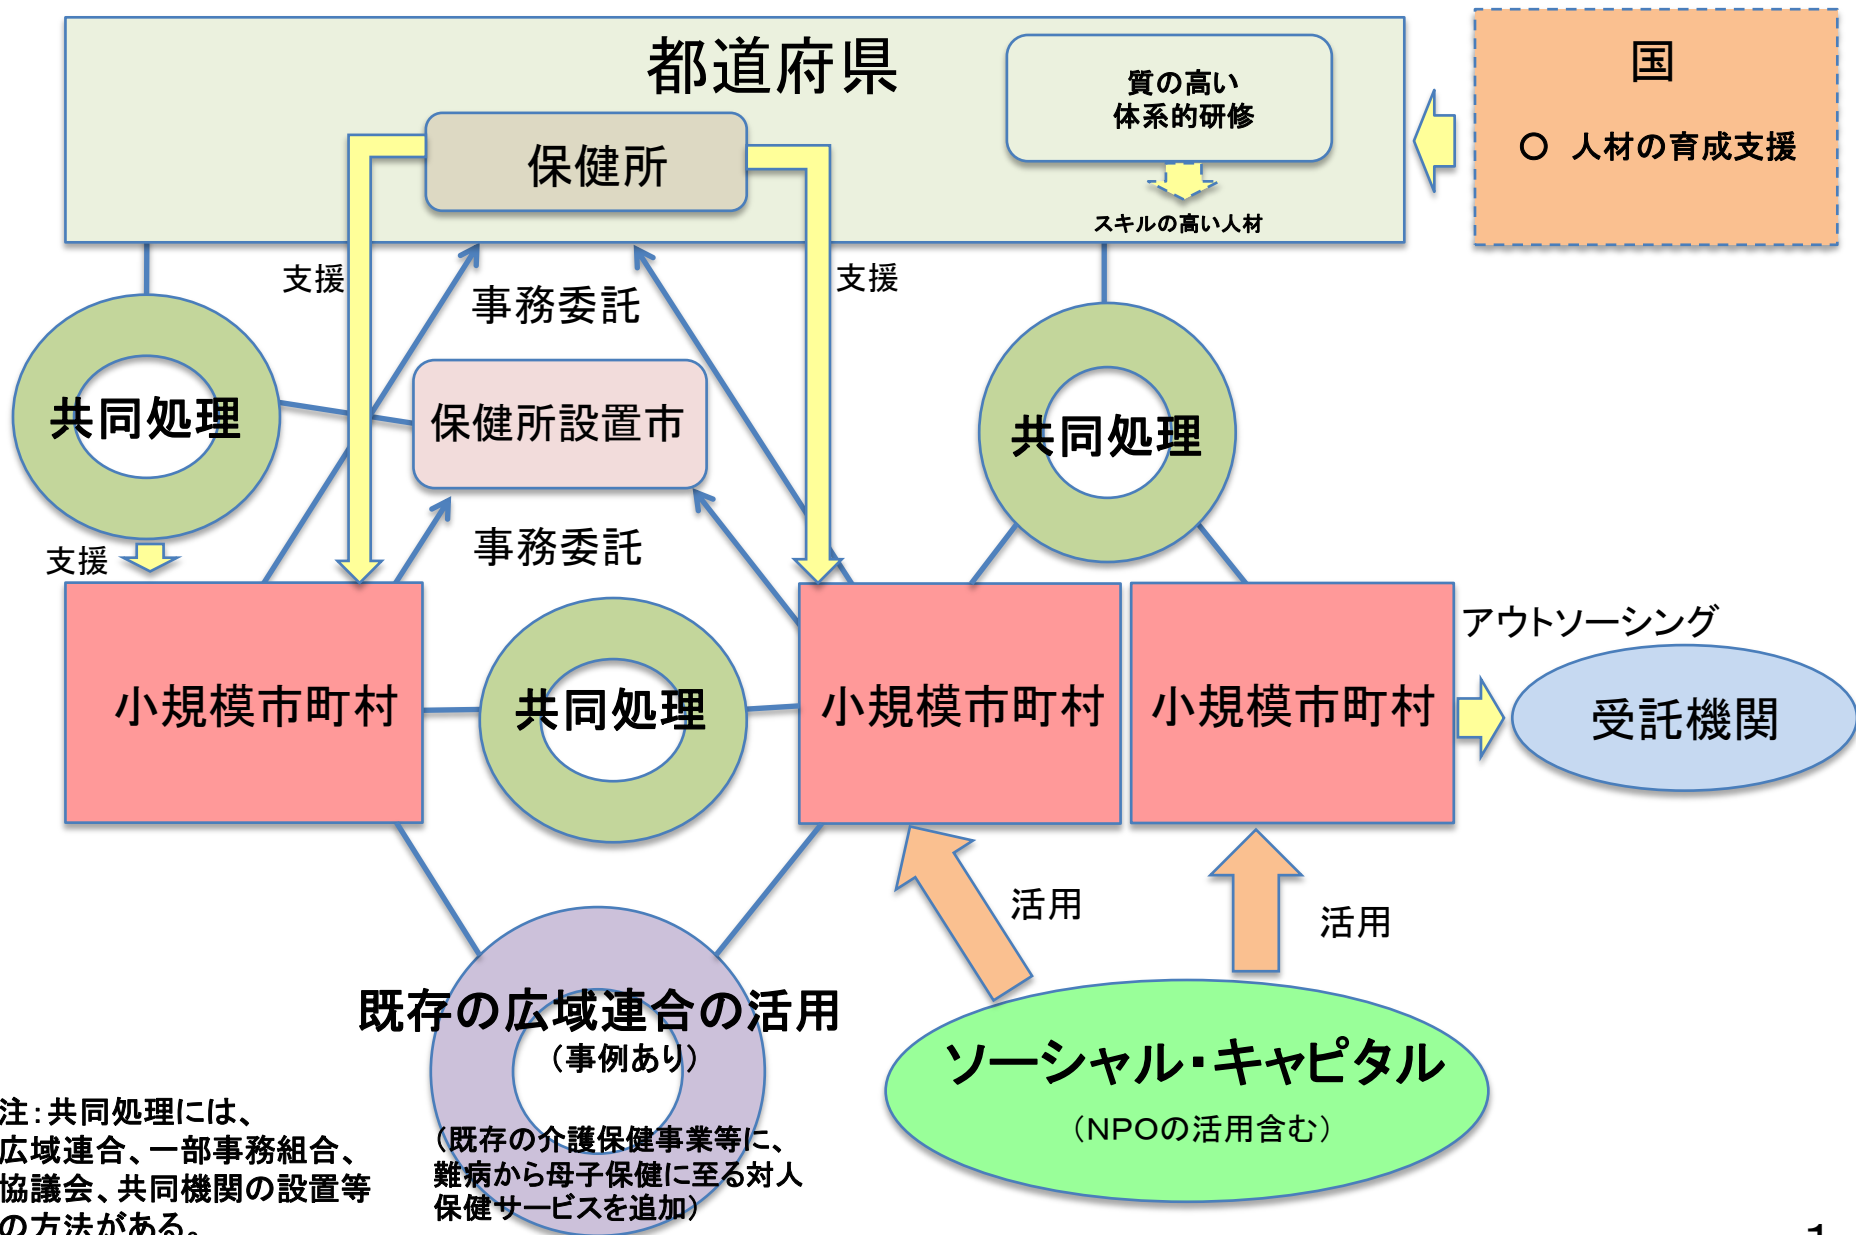 都道府県
質の高い
体系的研修
国
○ 人材の育成支援
保健所
スキルの高い人材
支援
事務委託
支援
共同処理
保健所設置市
共同処理
支援
事務委託
アウトソーシング
小規模市町村
共同処理
小規模市町村
小規模市町村
受託機関
活用
活用
既存の広域連合の活用
（事例あり）
ソーシャル・キャピタル
（NPOの活用含む）
注：共同処理には、
広域連合、一部事務組合、
協議会、共同機関の設置等
の方法がある。
（既存の介護保健事業等に、
難病から母子保健に至る対人
保健サービスを追加）
1